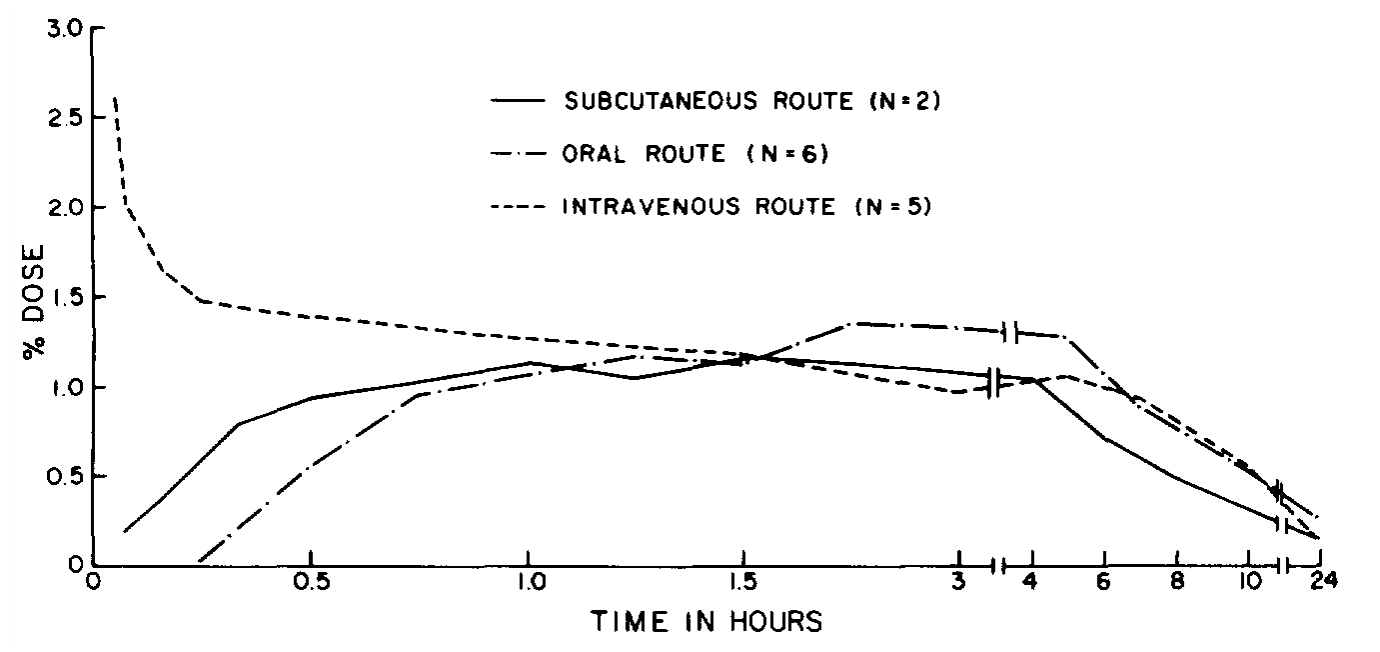 3.0
2.5
2.0
1.5
1.0
0.5
0
% DOSE
SUBCUTANEOUS ROUTE (N=2)
ORAL ROUTE (N=6)
INTRAVENOUS ROUTE (N=5)
0 0.5 1.0 1.5 3 4 6 8 10 24
TIME IN HOURS